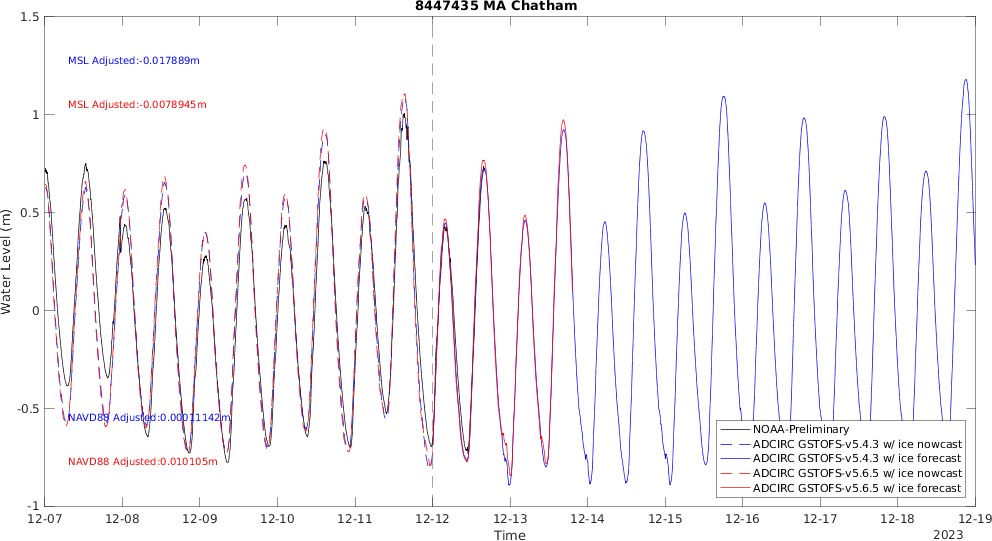 8447435 MA Chatham
1.5
MSL Adjusted:-0.017889m
MSL Adjusted:-0.0078945m
1
0.5
Water Level (m)
0
-0.5
NAVD88 Adjusted:0.00011142m
NAVD88 Adjusted:0.010105m
NOAA-Preliminary
ADCIRC GSTOFS-v5.4.3 w/ ice nowcast
ADCIRC GSTOFS-v5.4.3 w/ ice forecast
ADCIRC GSTOFS-v5.6.5 w/ ice nowcast
ADCIRC GSTOFS-v5.6.5 w/ ice forecast
-1
12-07 12-08 12-09 12-10 12-11 12-12 12-13 12-14 12-15 12-16 12-17 12-18 12-19
Time
2023